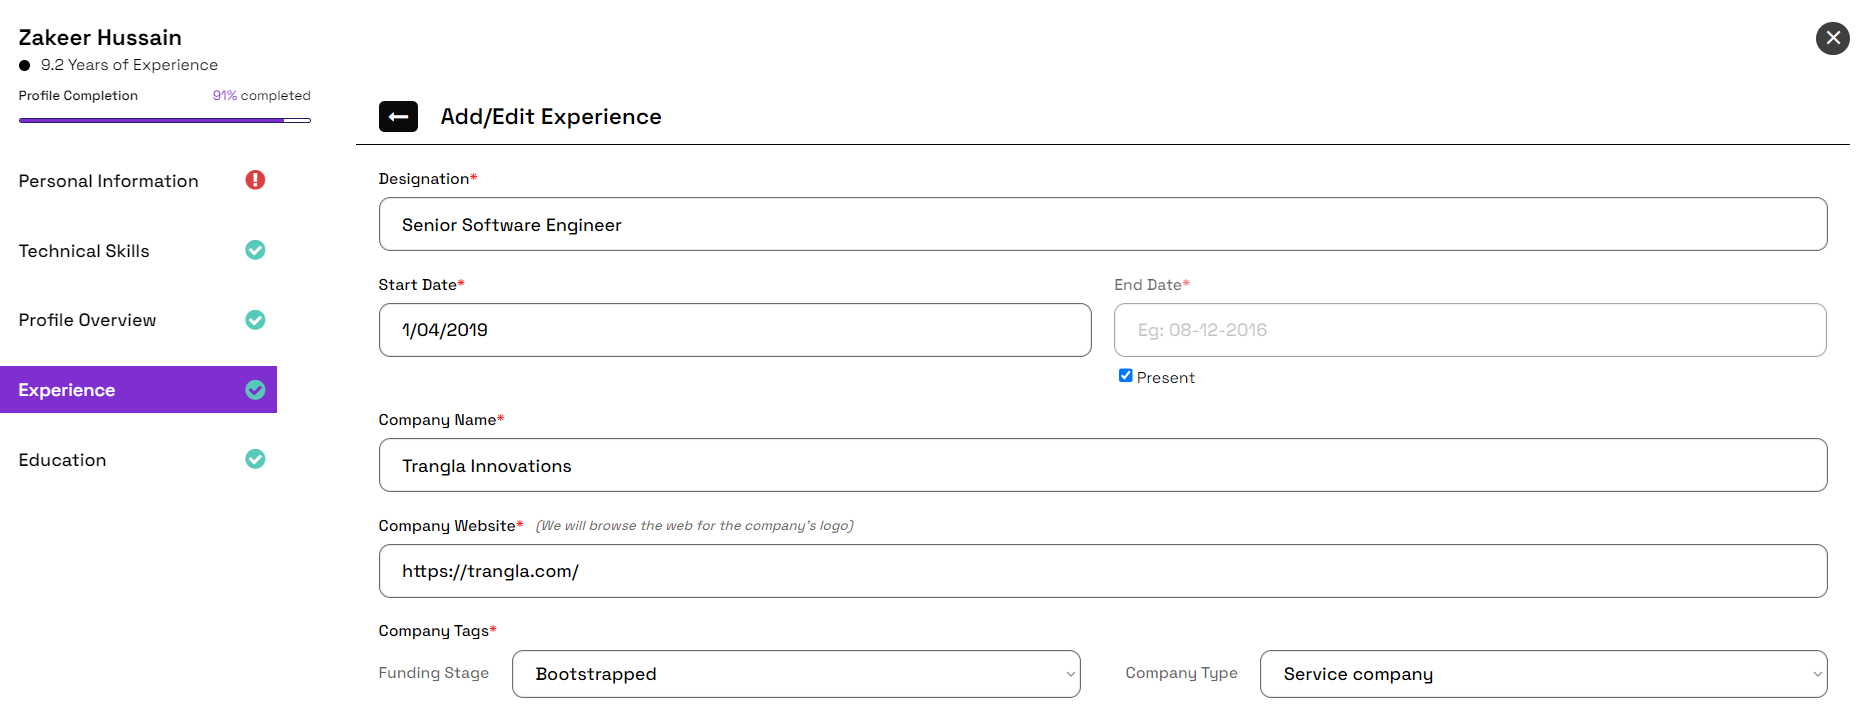 Zakeer Hussain
9.2 Years of Experience
Profile Completion 91% completed
Personal Information
Technical Skills
Profile Overview
Experience
Education
Add/Edit Experience
Designation*
Senior Software Engineer
Start Date* End Date*
1/04/2019 Eg: 08-12-2016
Present
Company Name*
Trangla Innovations
Company Website* (We will browse the web for the company's logo)
https://trangla.com/
Company Tags*
Funding Stage Bootstrapped Company Type Service company